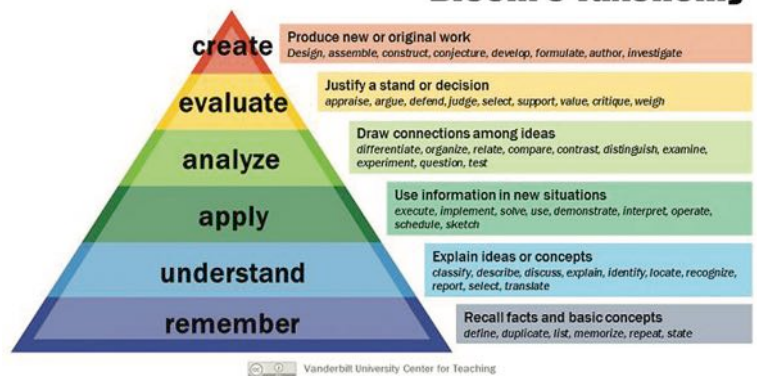 Bloom's Taxonomy
create
Produce new or original work
Design, assemble, construct, conjecture, develop, formulate, author, investigate
evaluate
Justify a stand or decision
appraise, argue, defend, judge, select, support, value, critique, weigh
analyze
Draw connections among ideas
differentiate, organize, relate, compare, contrast, distinguish, examine,
experiment, question, test
apply
Use information in new situations
execute, implement, solve, use, demonstrate, interpret, operate,
schedule, sketch
understand
Explain ideas or concepts
classify, describe, discuss, explain, identify, locate, recognize,
report, select, translate
remember
Recall facts and basic concepts
define, duplicate, list, memorize, repeat, state
Vanderbilt University Center for Teaching